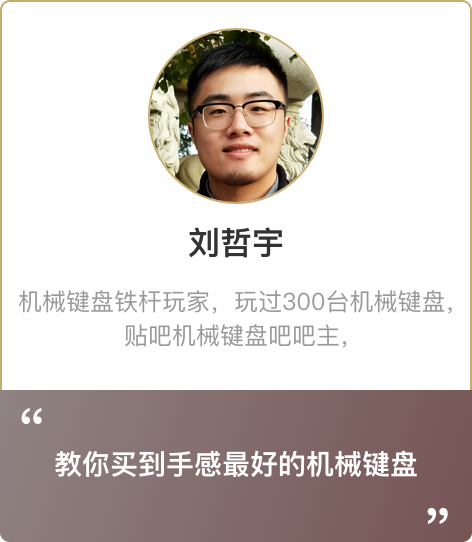 刘哲宇
机械键盘铁杆玩家，玩过300台机械键盘，
贴吧机械键盘吧吧主，
“
教你买到手感最好的机械键盘
”